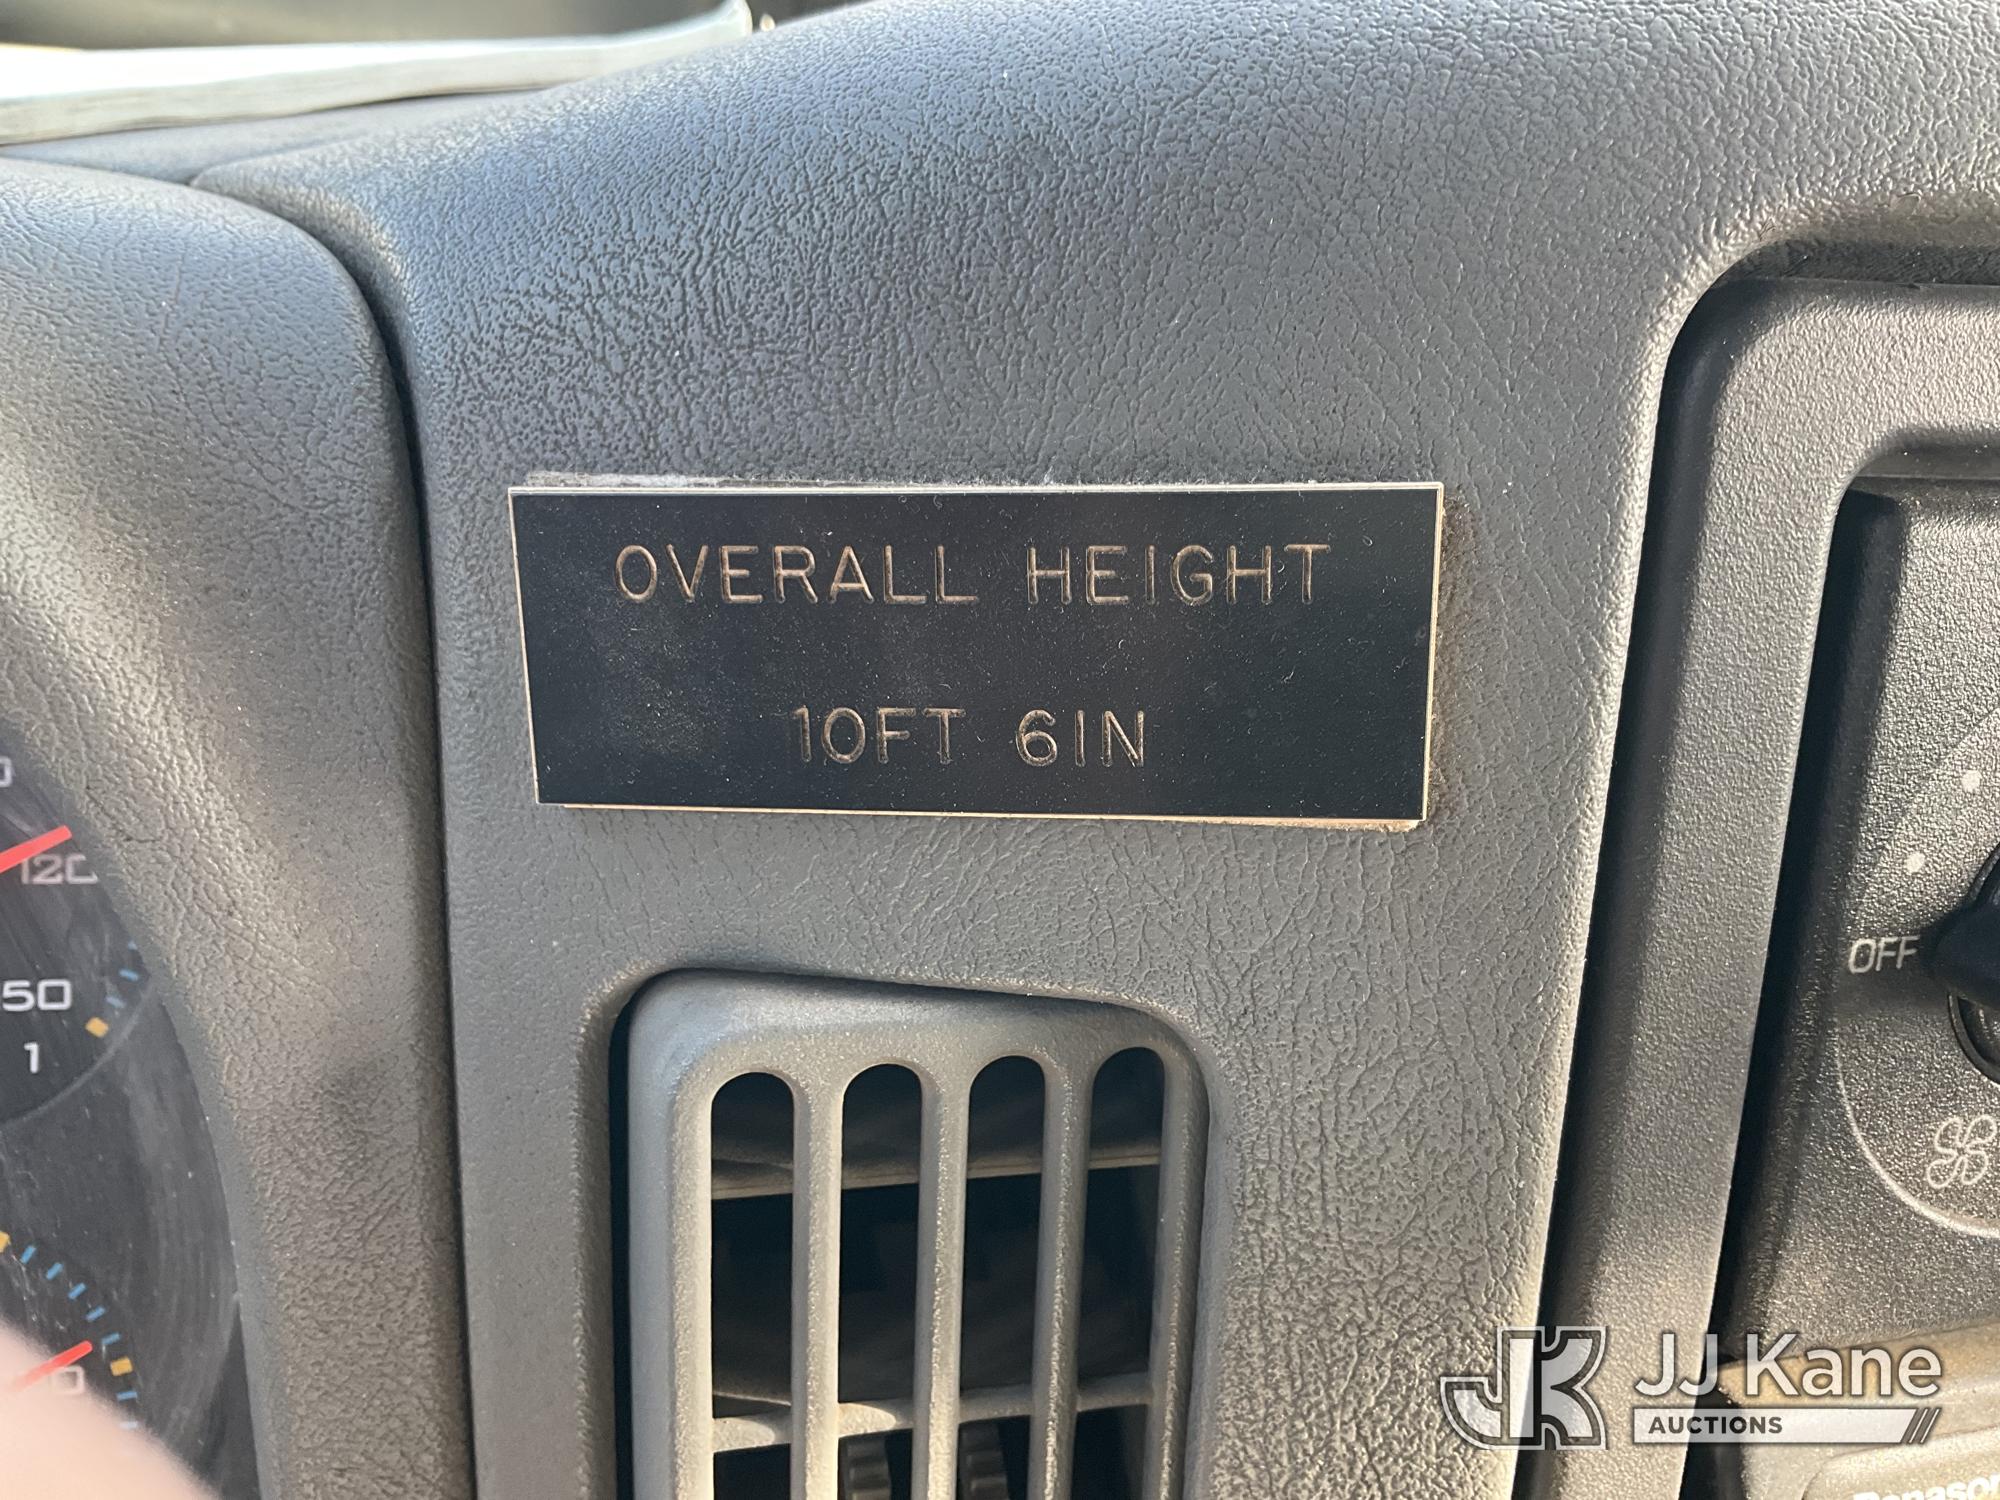 OVERALL HEIGHT
10FT 6IN
120
50
1
OFF
JJ Kane
AUCTIONS